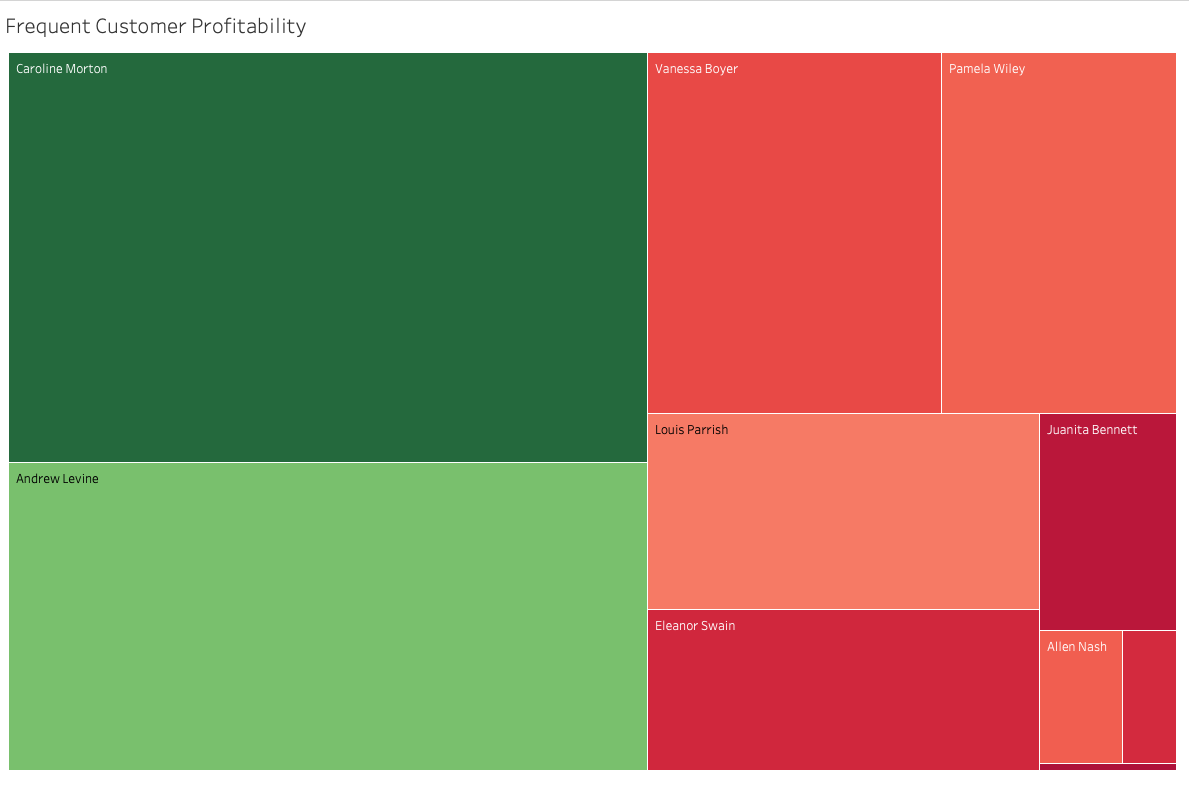 Frequent Customer Profitability
Caroline Morton
Vanessa Boyer
Pamela Wiley
Louis Parrish
Juanita Bennett
Andrew Levine
Eleanor Swain
Allen Nash